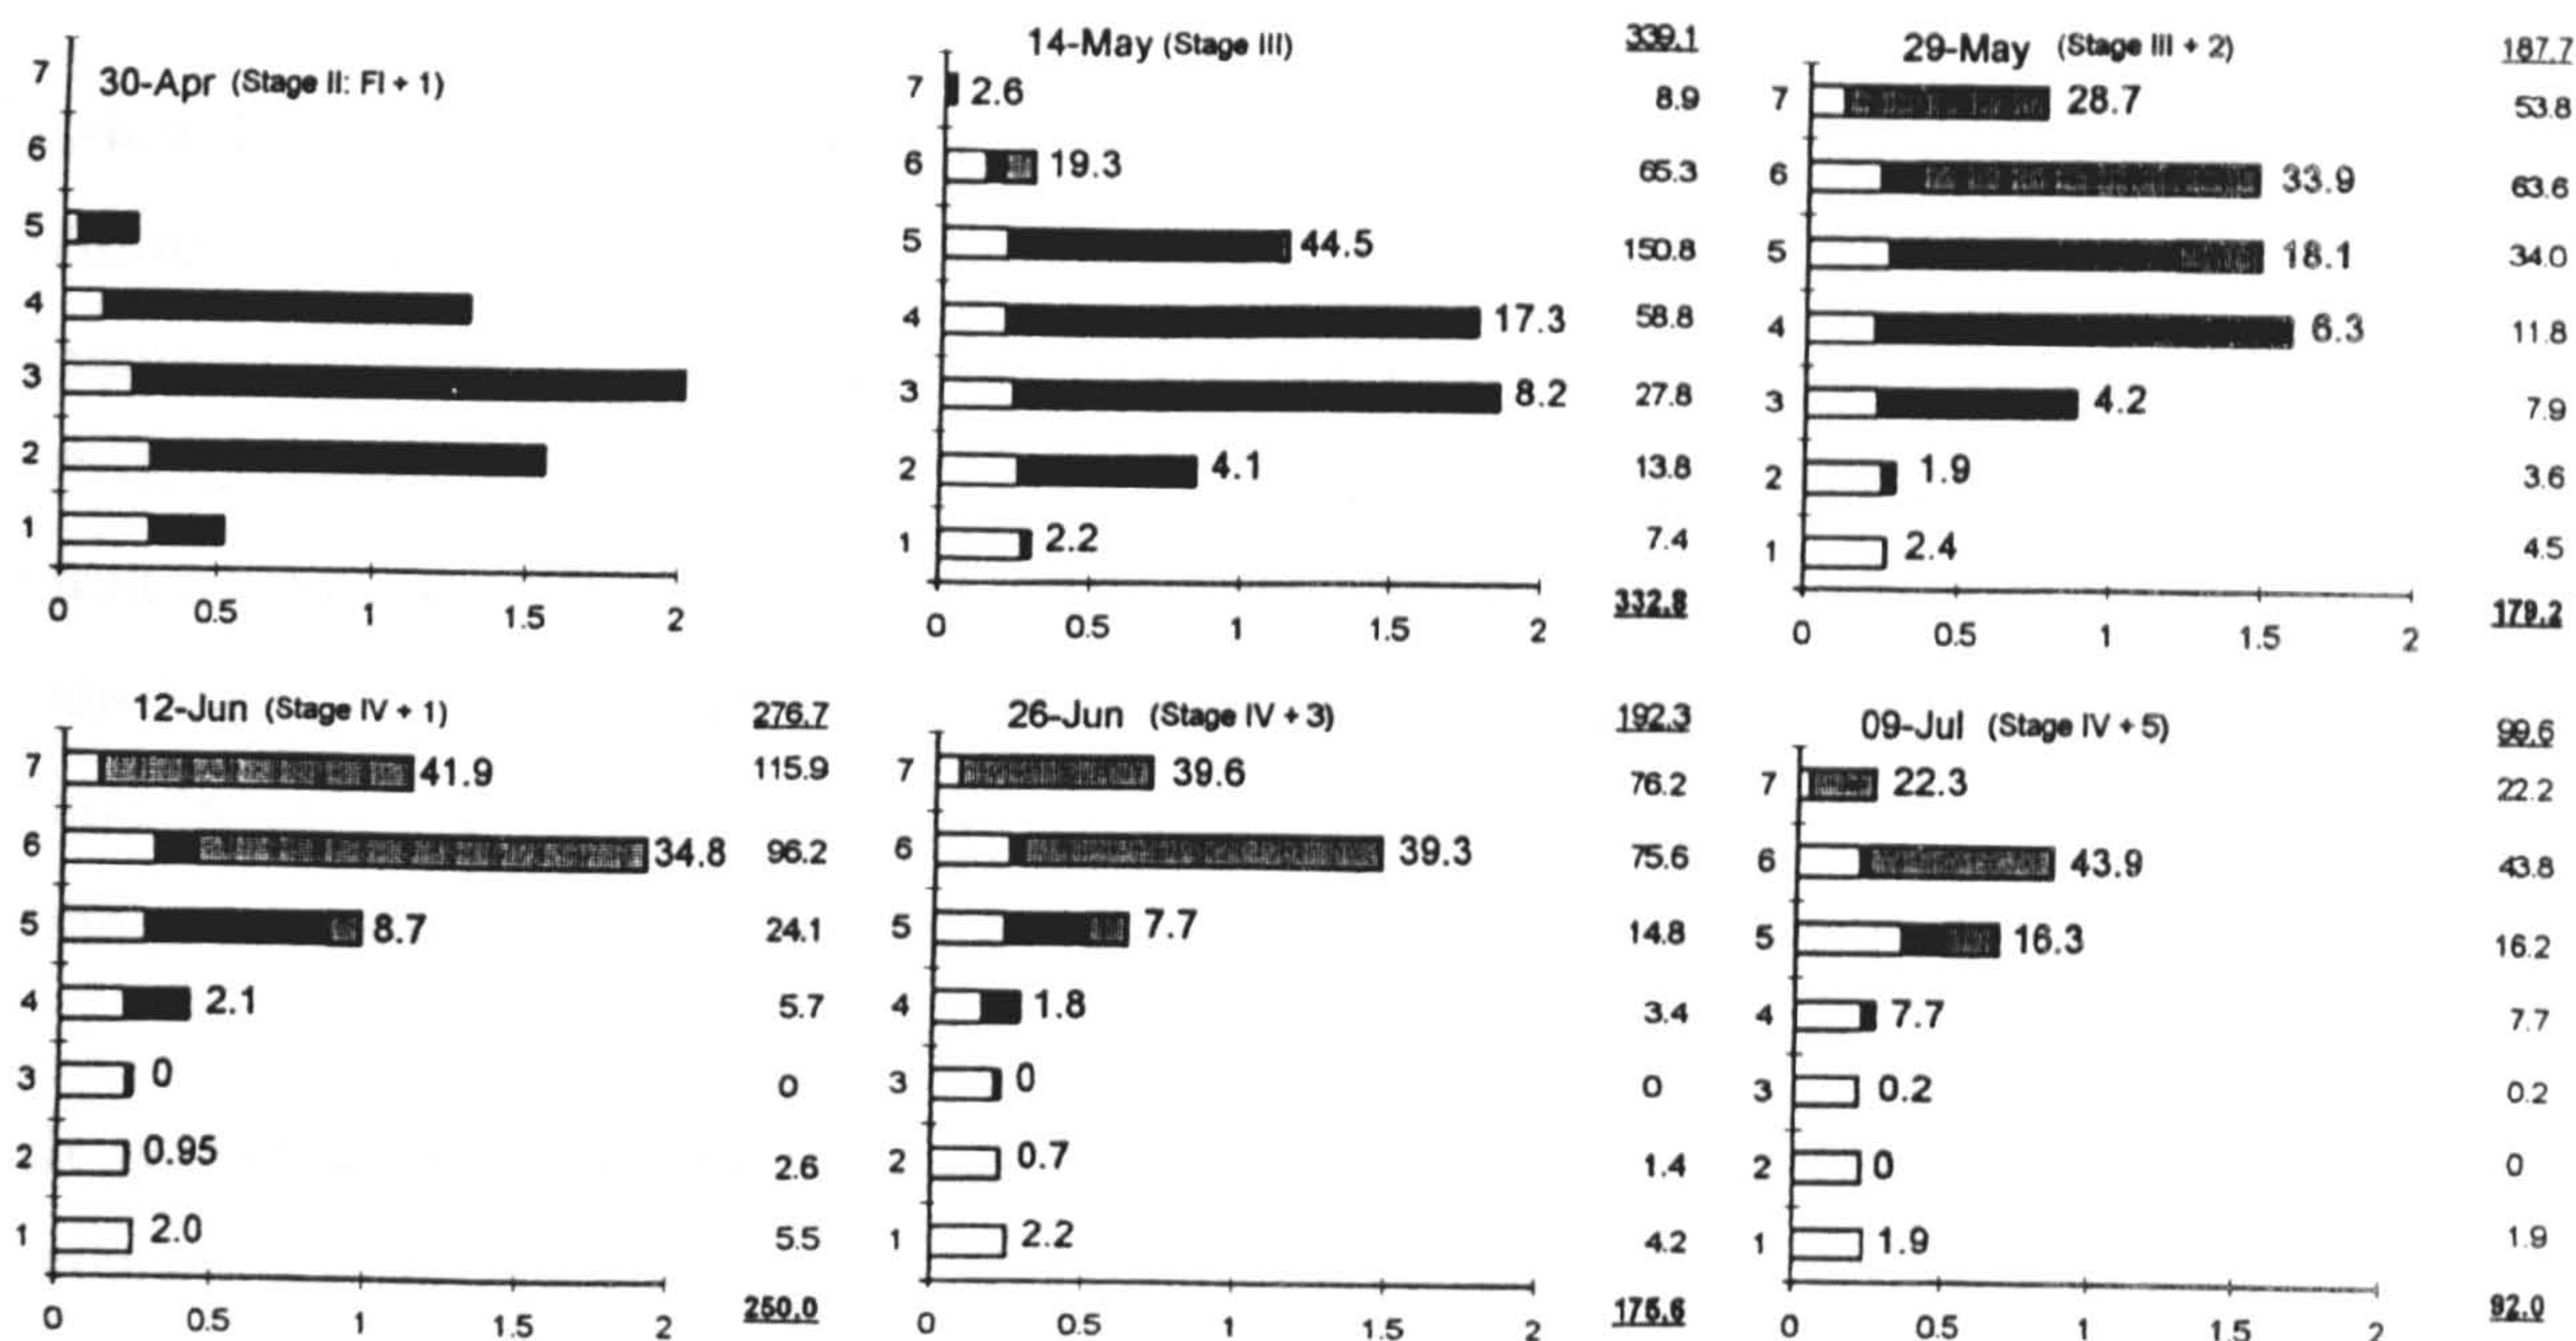 30-Apr (Stage II: FI + 1)
7
6
5
4
3
2
1
0 0.5 1 1.5 2
14-May (Stage III) 339.1
7 2.6 8.9
6 19.3 65.3
5 44.5 150.8
4 17.3 58.8
3 8.2 27.8
2 4.1 13.8
1 2.2 7.4
332.8
0 0.5 1 1.5 2
29-May (Stage III + 2) 187.7
7 28.7 53.8
6 33.9 63.6
5 18.1 34.0
4 6.3 11.8
3 4.2 7.9
2 1.9 3.6
1 2.4 4.5
179.2
0 0.5 1 1.5 2
12-Jun (Stage IV + 1) 276.7
7 41.9 115.9
6 34.8 96.2
5 8.7 24.1
4 2.1 5.7
3 0 0
2 0.95 2.6
1 2.0 5.5
250.0
0 0.5 1 1.5 2
26-Jun (Stage IV + 3) 192.3
7 39.6 76.2
6 39.3 75.6
5 7.7 14.8
4 1.8 3.4
3 0 0
2 0.7 1.4
1 2.2 4.2
175.6
0 0.5 1 1.5 2
09-Jul (Stage IV + 5) 99.6
7 22.3 22.2
6 43.9 43.8
5 16.3 16.2
4 7.7 7.7
3 0.2 0.2
2 0 0
1 1.9 1.9
92.0
0 0.5 1 1.5 2